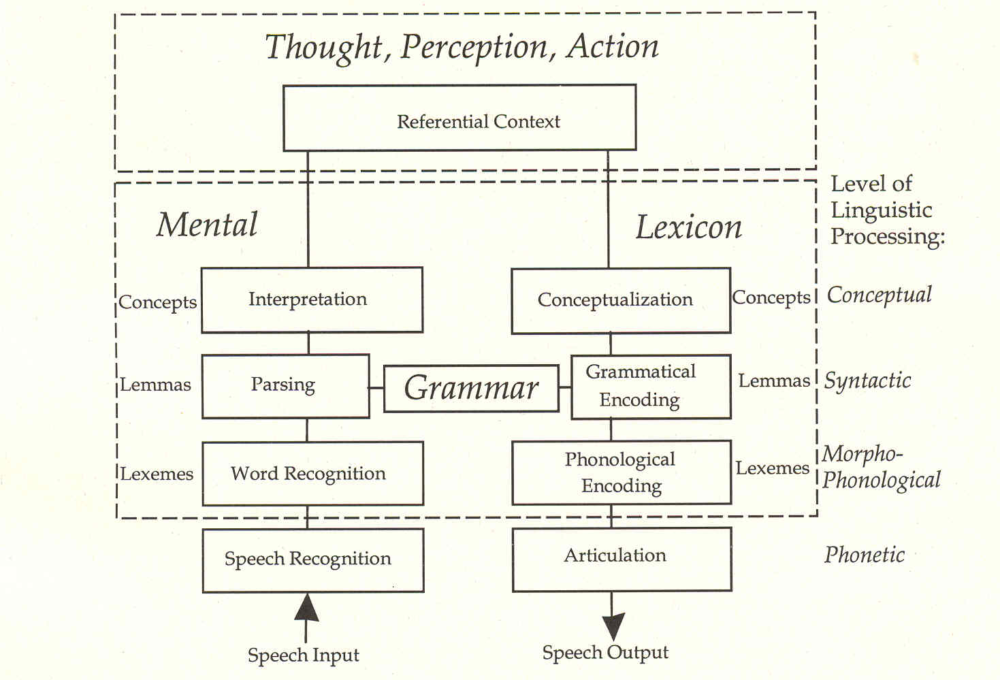 Thought, Perception, Action
Referential Context
Level of
Linguistic
Processing:
Mental
Lexicon
Concepts
Interpretation
Conceptualization
Concepts
Conceptual
Lemmas
Parsing
Grammar
Grammatical
Encoding
Lemmas
Syntactic
Lexemes
Word Recognition
Phonological
Encoding
Lexemes
Morpho-
Phonological
Speech Recognition
Articulation
Phonetic
Speech Input
Speech Output